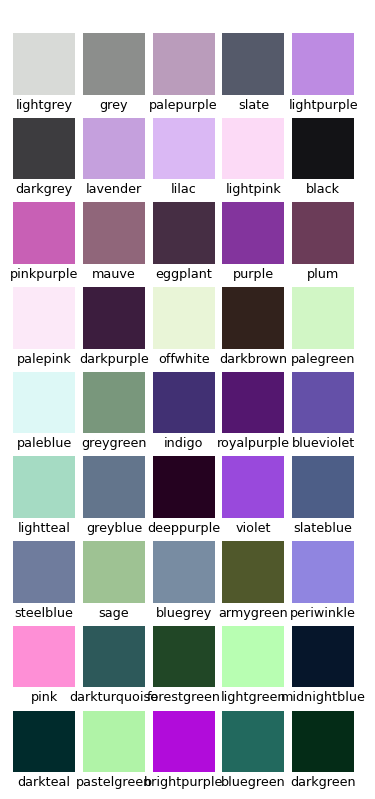 lightgrey grey palepurple slate lightpurple
darkgrey lavender lilac lightpink black
pinkpurple mauve eggplant purple plum
palepink darkpurple offwhite darkbrown palegreen
paleblue greygreen indigo royalpurple blueviolet
lightteal greyblue deeppurple violet slateblue
steelblue sage bluegrey armygreen periwinkle
pink darkturquoise forestgreen lightgreen midnightblue
darkteal pastelgreen brightpurple bluegreen darkgreen